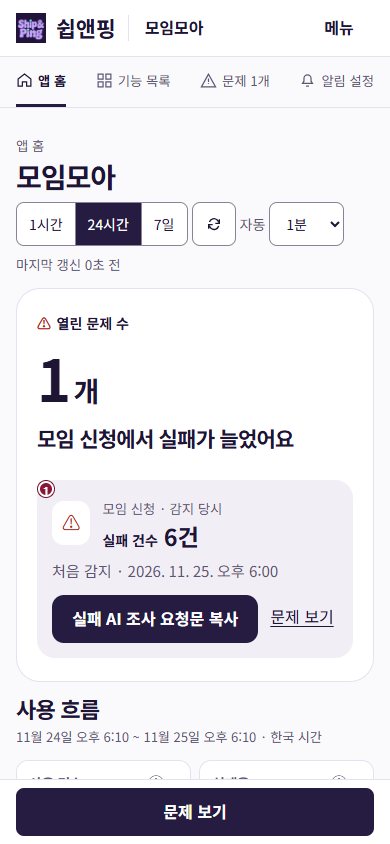 Ship&
Ping
쉽앤핑
모임모아
메뉴
앱 홈
기능 목록
문제 1개
알림 설정
앱 홈
모임모아
1시간
24시간
7일
자동
1분
마지막 갱신 0초 전
열린 문제 수
1개
모임 신청에서 실패가 늘었어요
1
모임 신청 · 감지 당시
실패 건수 6건
처음 감지 · 2026. 11. 25. 오후 6:00
실패 AI 조사 요청문 복사
문제 보기
사용 흐름
11월 24일 오후 6:10 ~ 11월 25일 오후 6:10 · 한국 시간
문제 보기